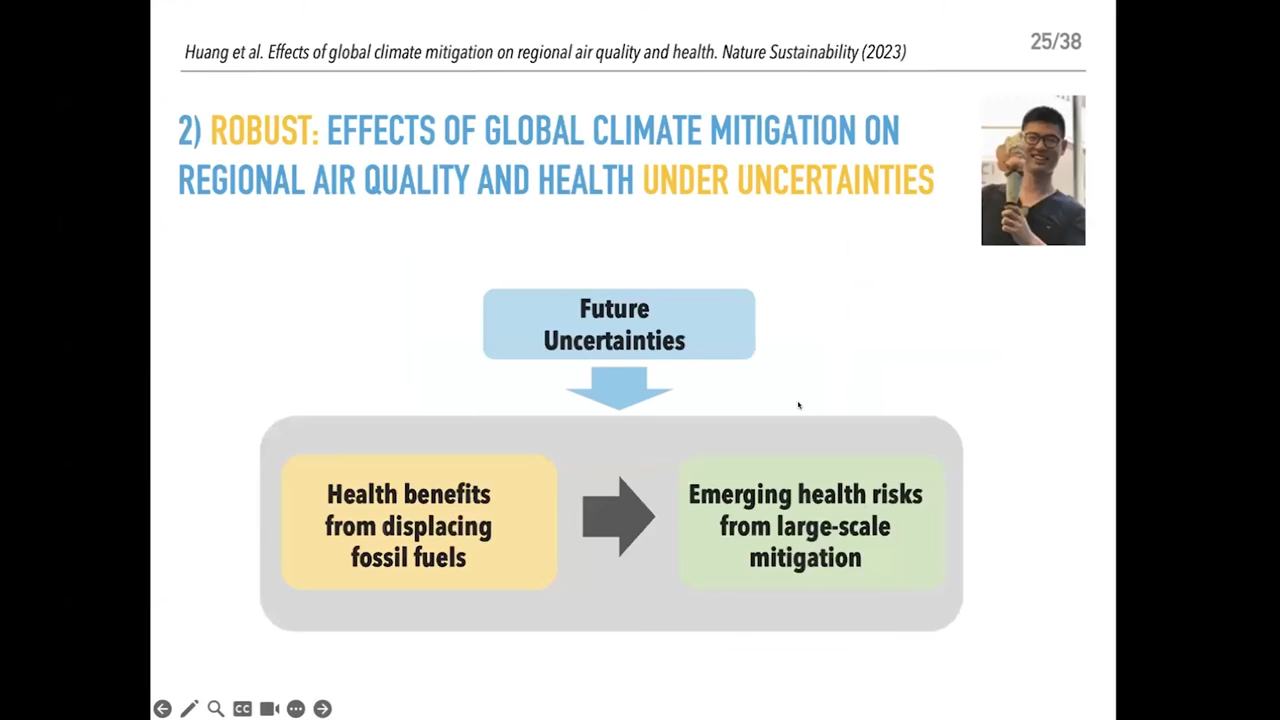 Huang et al. Effects of global climate mitigation on regional air quality and health. Nature Sustainability (2023)
25/38
2) ROBUST: EFFECTS OF GLOBAL CLIMATE MITIGATION ON
REGIONAL AIR QUALITY AND HEALTH UNDER UNCERTAINTIES
Future
Uncertainties
Health benefits
from displacing
fossil fuels
Emerging health risks
from large-scale
mitigation
CC